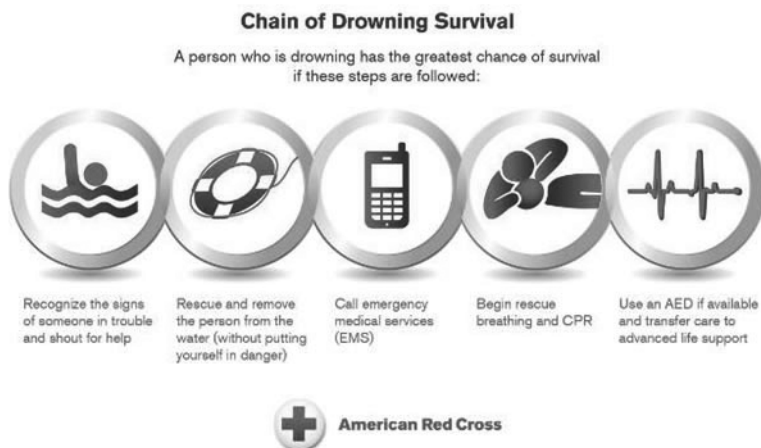 Chain of Drowning Survival
A person who is drowning has the greatest chance of survival
if these steps are followed:
Recognize the signs
of someone in trouble
and shout for help
Rescue and remove
the person from the
water (without putting
yourself in danger)
Call emergency
medical services
(EMS)
Begin rescue
breathing and CPR
Use an AED if available
and transfer care to
advanced life support
American Red Cross